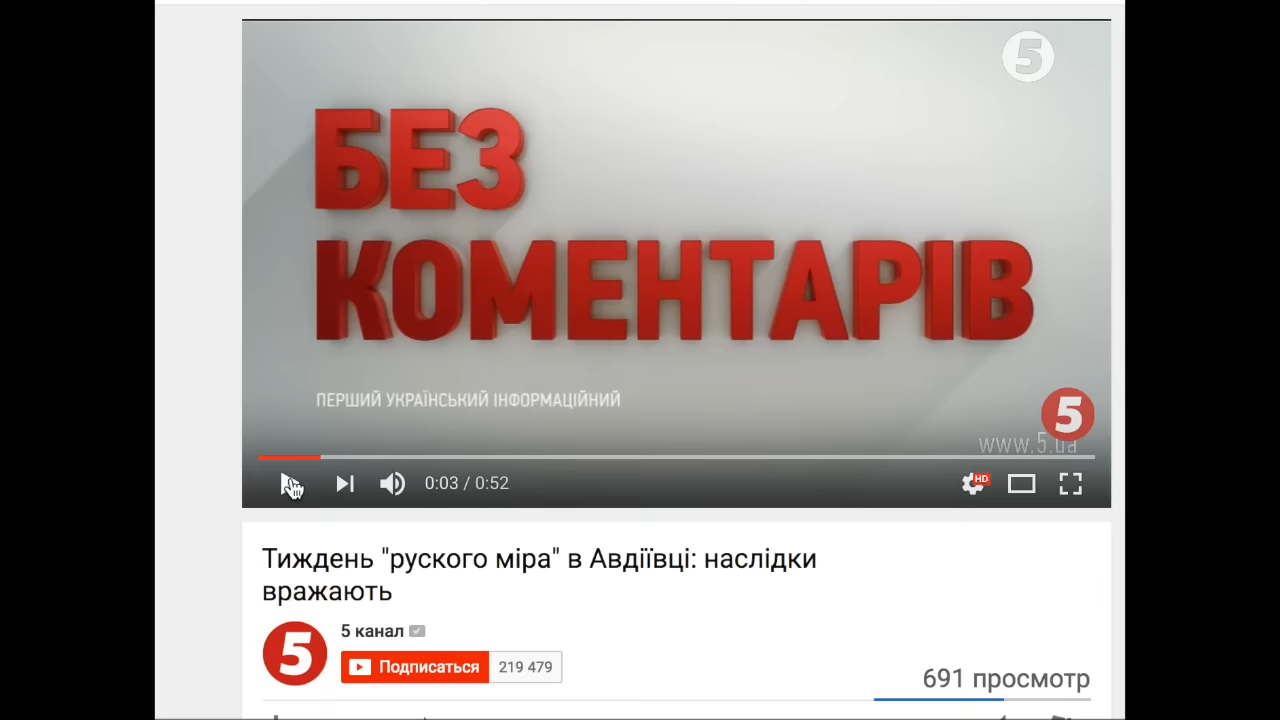 5
БЕЗ
КОМЕНТАРІВ
ПЕРШИЙ УКРАЇНСЬКИЙ ІНФОРМАЦІЙНИЙ
5
www.5.ua
0:03 / 0:52
HD
Тиждень "руского міра" в Авдіївці: наслідки
вражають
5
5 канал
Подписаться 219 479
691 просмотр